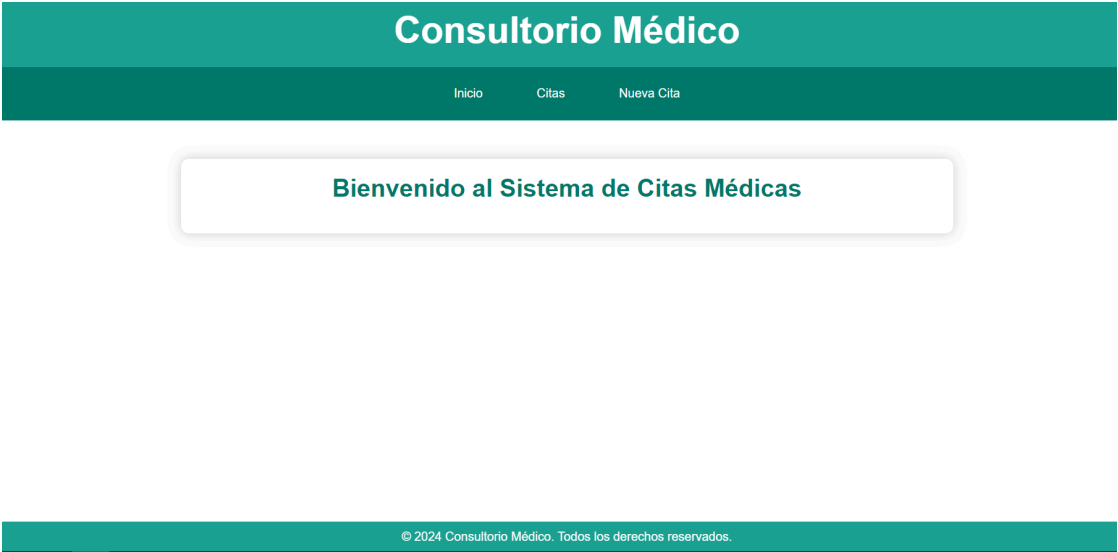 Consultorio Médico
Inicio Citas Nueva Cita
Bienvenido al Sistema de Citas Médicas
© 2024 Consultorio Médico. Todos los derechos reservados.